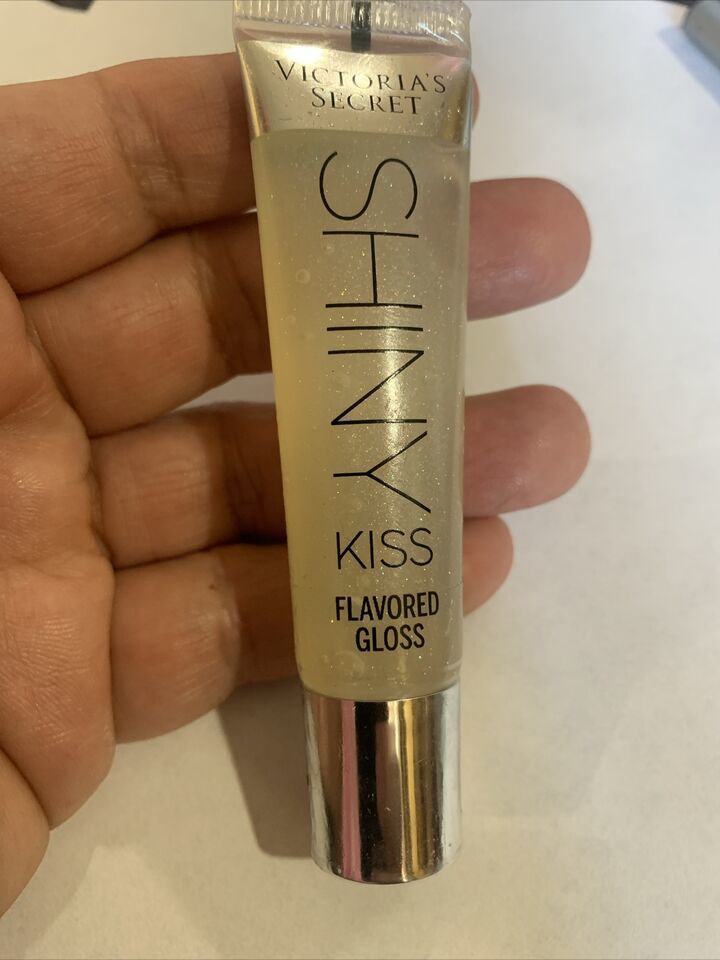 VICTORIA'S
SECRET
SHINY
KISS
FLAVORED
GLOSS